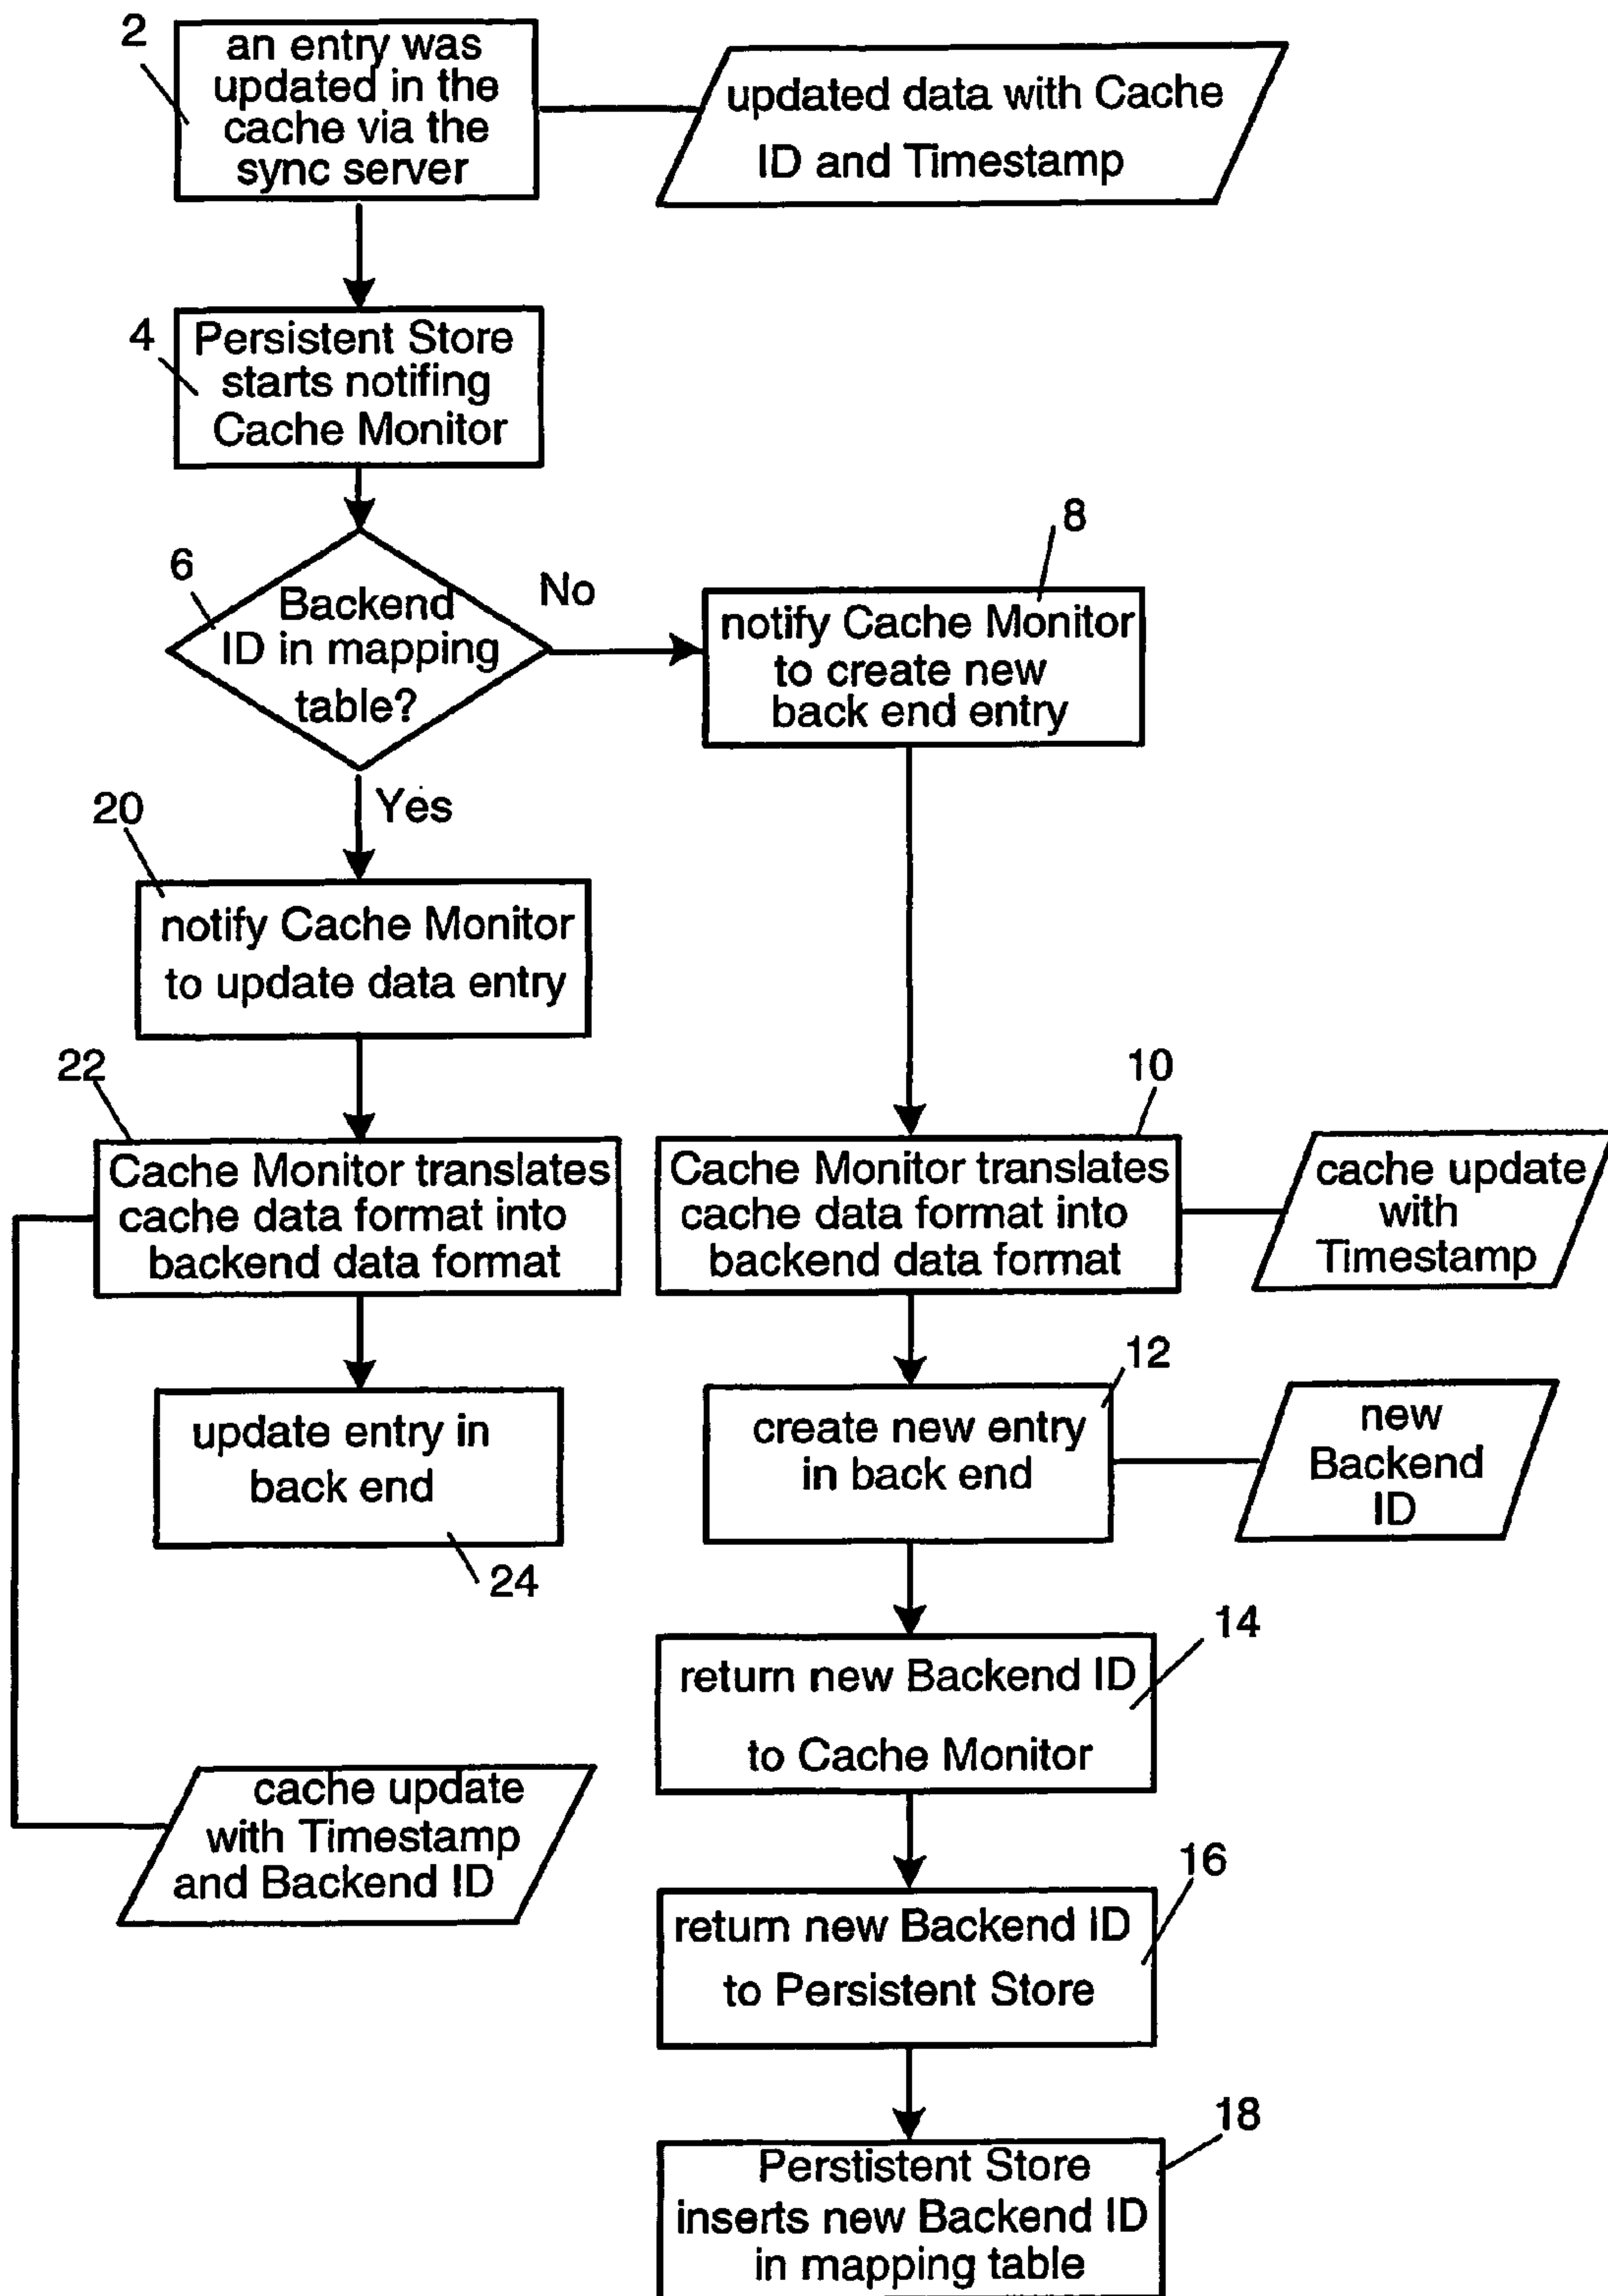 2
an entry was
updated in the
cache via the
sync server
updated data with Cache
ID and Timestamp
4
Persistent Store
starts notifing
Cache Monitor
6
Backend
ID in mapping
table?
No
8
notify Cache Monitor
to create new
back end entry
Yes
20
notify Cache Monitor
to update data entry
22
Cache Monitor translates
cache data format into
backend data format
10
Cache Monitor translates
cache data format into
backend data format
cache update
with
Timestamp
update entry in
back end
24
12
create new entry
in back end
new
Backend
ID
14
return new Backend ID
to Cache Monitor
cache update
with Timestamp
and Backend ID
16
return new Backend ID
to Persistent Store
18
Perstistent Store
inserts new Backend ID
in mapping table